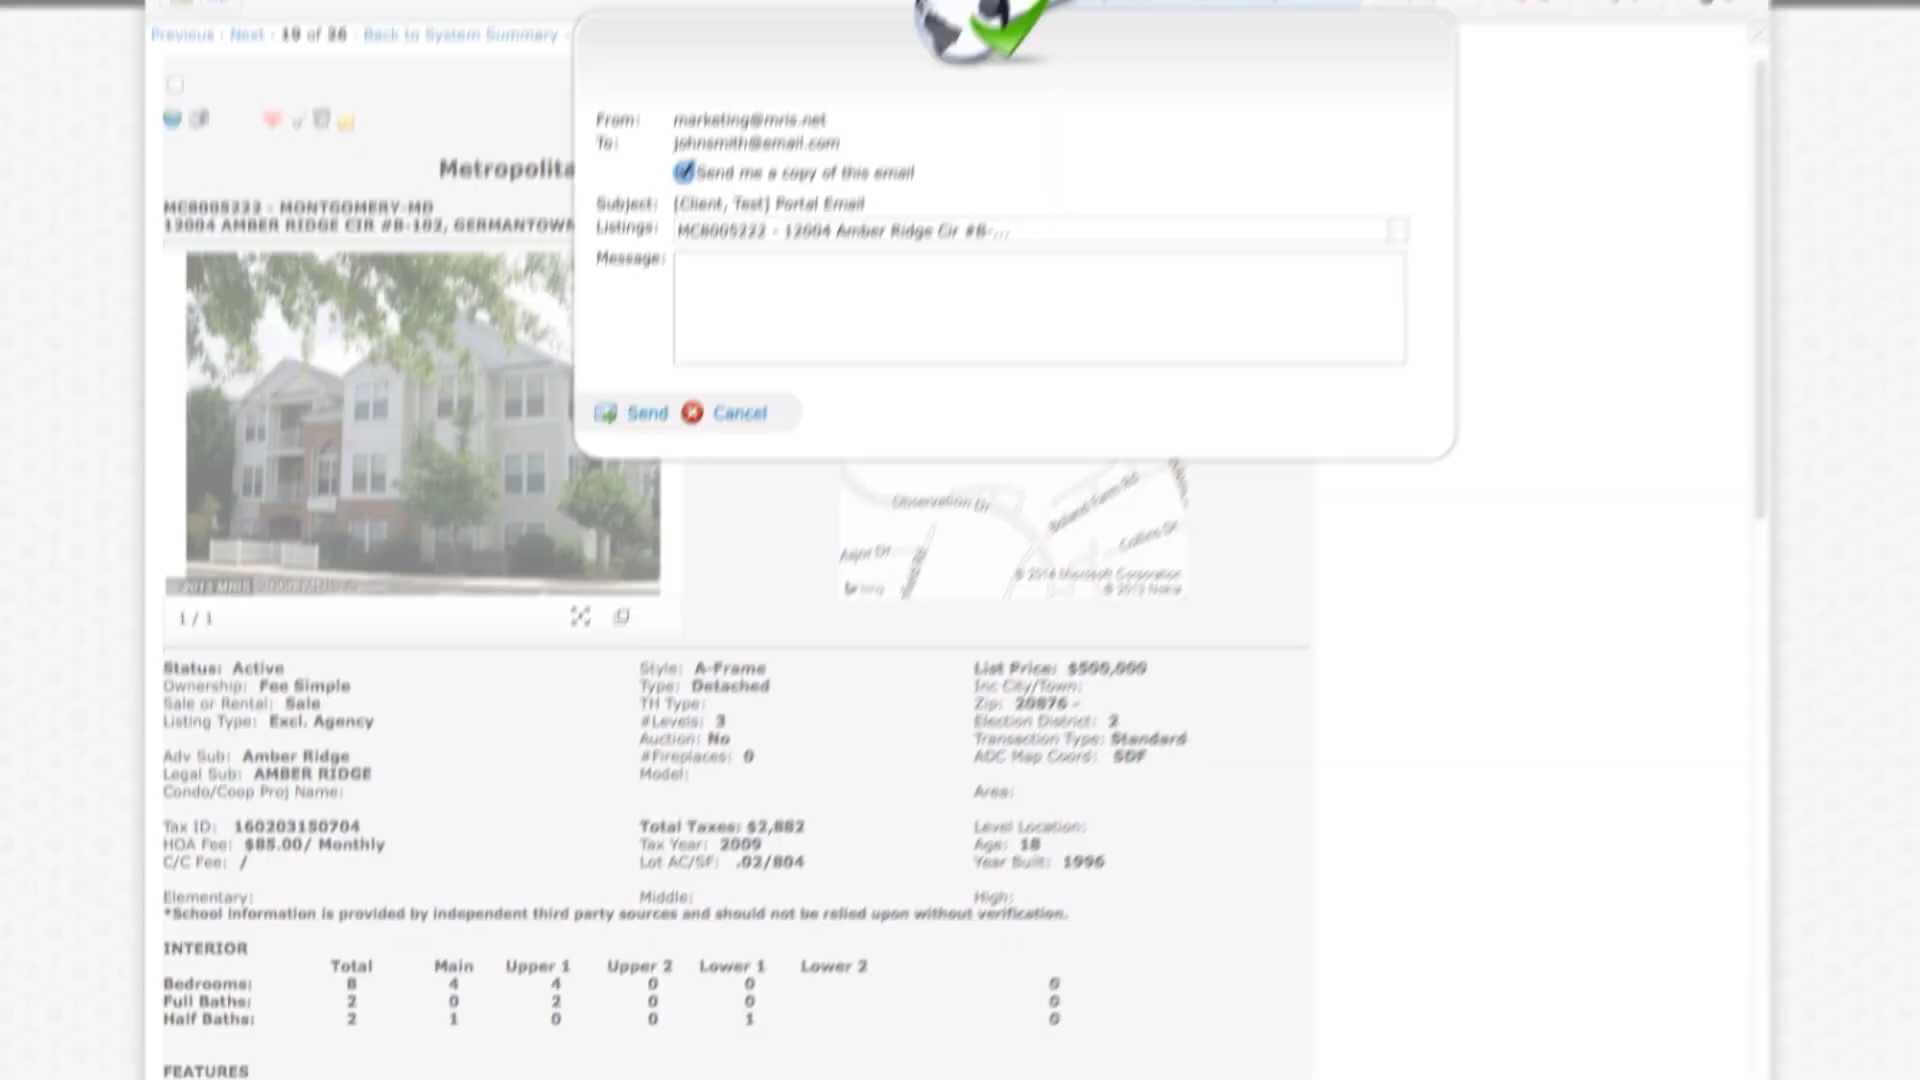 Previous · Next · 19 of 26 · Back to System Summary ·
From: marketing@mris.net
To: johnsmith@email.com
Send me a copy of this email
Subject: [Client, Test] Portal Email
Listings: MC8005222 - 12004 Amber Ridge Cir #B-...
Message:
Send Cancel
Metropolita
MC8005222 - MONTGOMERY-MD
12004 AMBER RIDGE CIR #B-102, GERMANTOWN
Observation Dr
1 / 1
Status: Active
Ownership: Fee Simple
Sale or Rental: Sale
Listing Type: Excl. Agency
Adv Sub: Amber Ridge
Legal Sub: AMBER RIDGE
Condo/Coop Proj Name:
Tax ID: 160203150704
HOA Fee: $85.00/ Monthly
C/C Fee: /
Elementary:
Style: A-Frame
Type: Detached
TH Type:
#Levels: 3
Auction: No
#Fireplaces: 0
Model:
Total Taxes: $2,882
Tax Year: 2009
Lot AC/SF: .02/804
Middle:
List Price: $500,000
Inc City/Town:
Zip: 20876 -
Election District: 2
Transaction Type: Standard
ADC Map Coord: SDF
Area:
Level Location:
Age: 18
Year Built: 1996
High:
*School information is provided by independent third party sources and should not be relied upon without verification.
INTERIOR
Total Main Upper 1 Upper 2 Lower 1 Lower 2
Bedrooms: 8 4 4 0 0 0
Full Baths: 2 0 2 0 0 0
Half Baths: 2 1 0 0 1 0
FEATURES